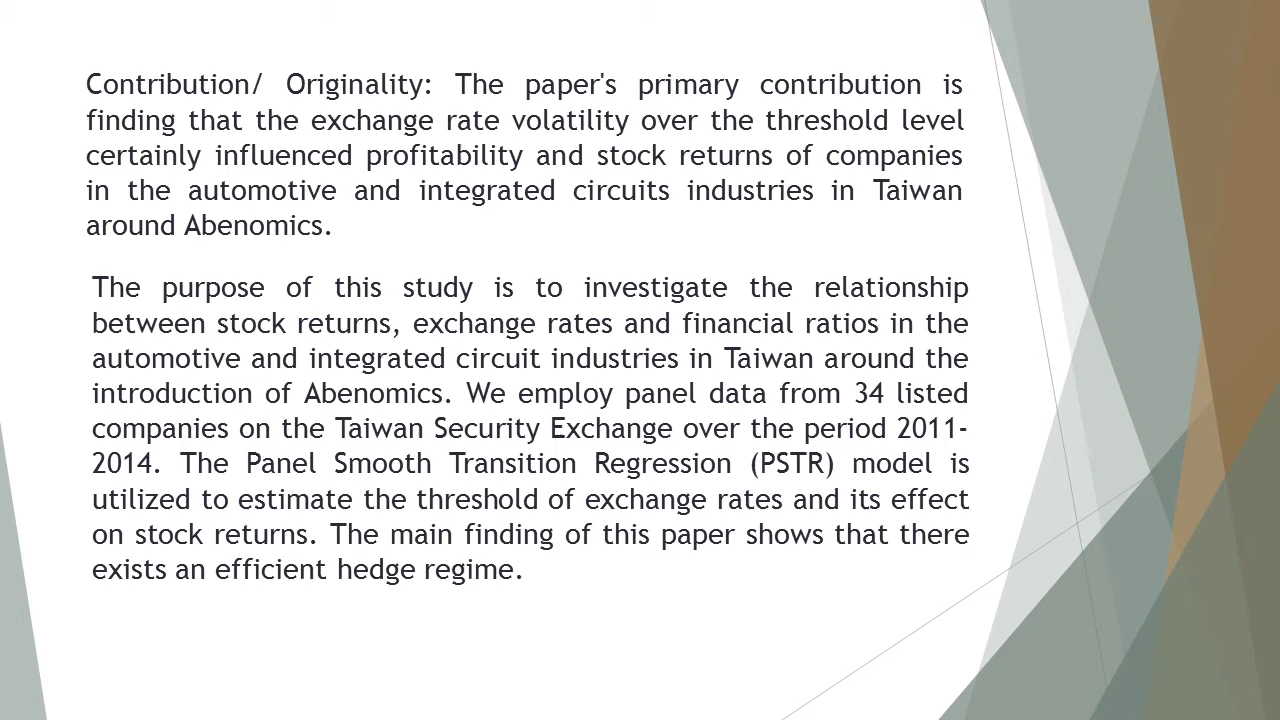 Contribution/ Originality: The paper's primary contribution is
finding that the exchange rate volatility over the threshold level
certainly influenced profitability and stock returns of companies
in the automotive and integrated circuits industries in Taiwan
around Abenomics.
The purpose of this study is to investigate the relationship
between stock returns, exchange rates and financial ratios in the
automotive and integrated circuit industries in Taiwan around the
introduction of Abenomics. We employ panel data from 34 listed
companies on the Taiwan Security Exchange over the period 2011-
2014. The Panel Smooth Transition Regression (PSTR) model is
utilized to estimate the threshold of exchange rates and its effect
on stock returns. The main finding of this paper shows that there
exists an efficient hedge regime.